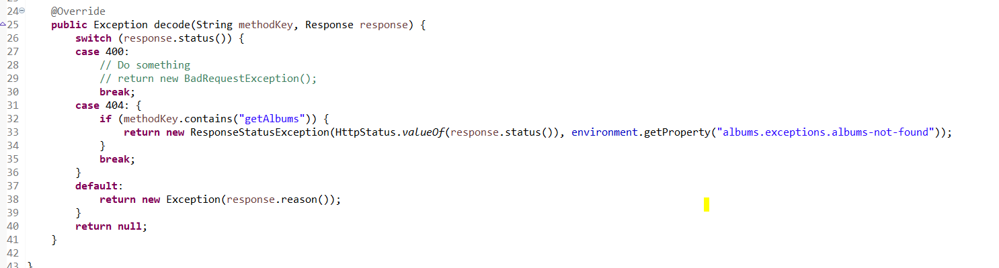 24 @Override
25 public Exception decode(String methodKey, Response response) {
26 switch (response.status()) {
27 case 400:
28 // Do something
29 // return new BadRequestException();
30 break;
31 case 404: {
32 if (methodKey.contains("getAlbums")) {
33 return new ResponseStatusException(HttpStatus.valueOf(response.status()), environment.getProperty("albums.exceptions.albums-not-found"));
34 }
35 break;
36 }
37 default:
38 return new Exception(response.reason());
39 }
40 return null;
41 }
42
43 }